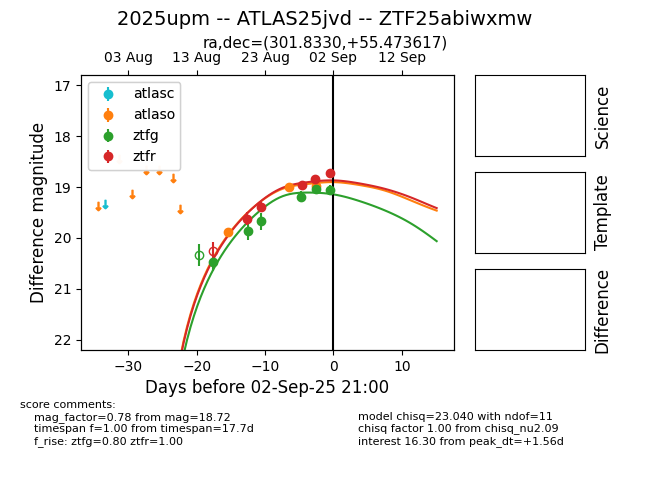 2025upm -- ATLAS25jvd -- ZTF25abiwxmw
ra,dec=(301.8330,+55.473617)
03 Aug 13 Aug 23 Aug 02 Sep 12 Sep
17
18
19
20
21
22
Difference magnitude
atlasc
atlaso
ztfg
ztfr
−30 −20 −10 0 10
Days before 02-Sep-25 21:00
Science
Template
Difference
score comments:
mag_factor=0.78 from mag=18.72
timespan f=1.00 from timespan=17.7d
f_rise: ztfg=0.80 ztfr=1.00
model chisq=23.040 with ndof=11
chisq factor 1.00 from chisq_nu2.09
interest 16.30 from peak_dt=+1.56d